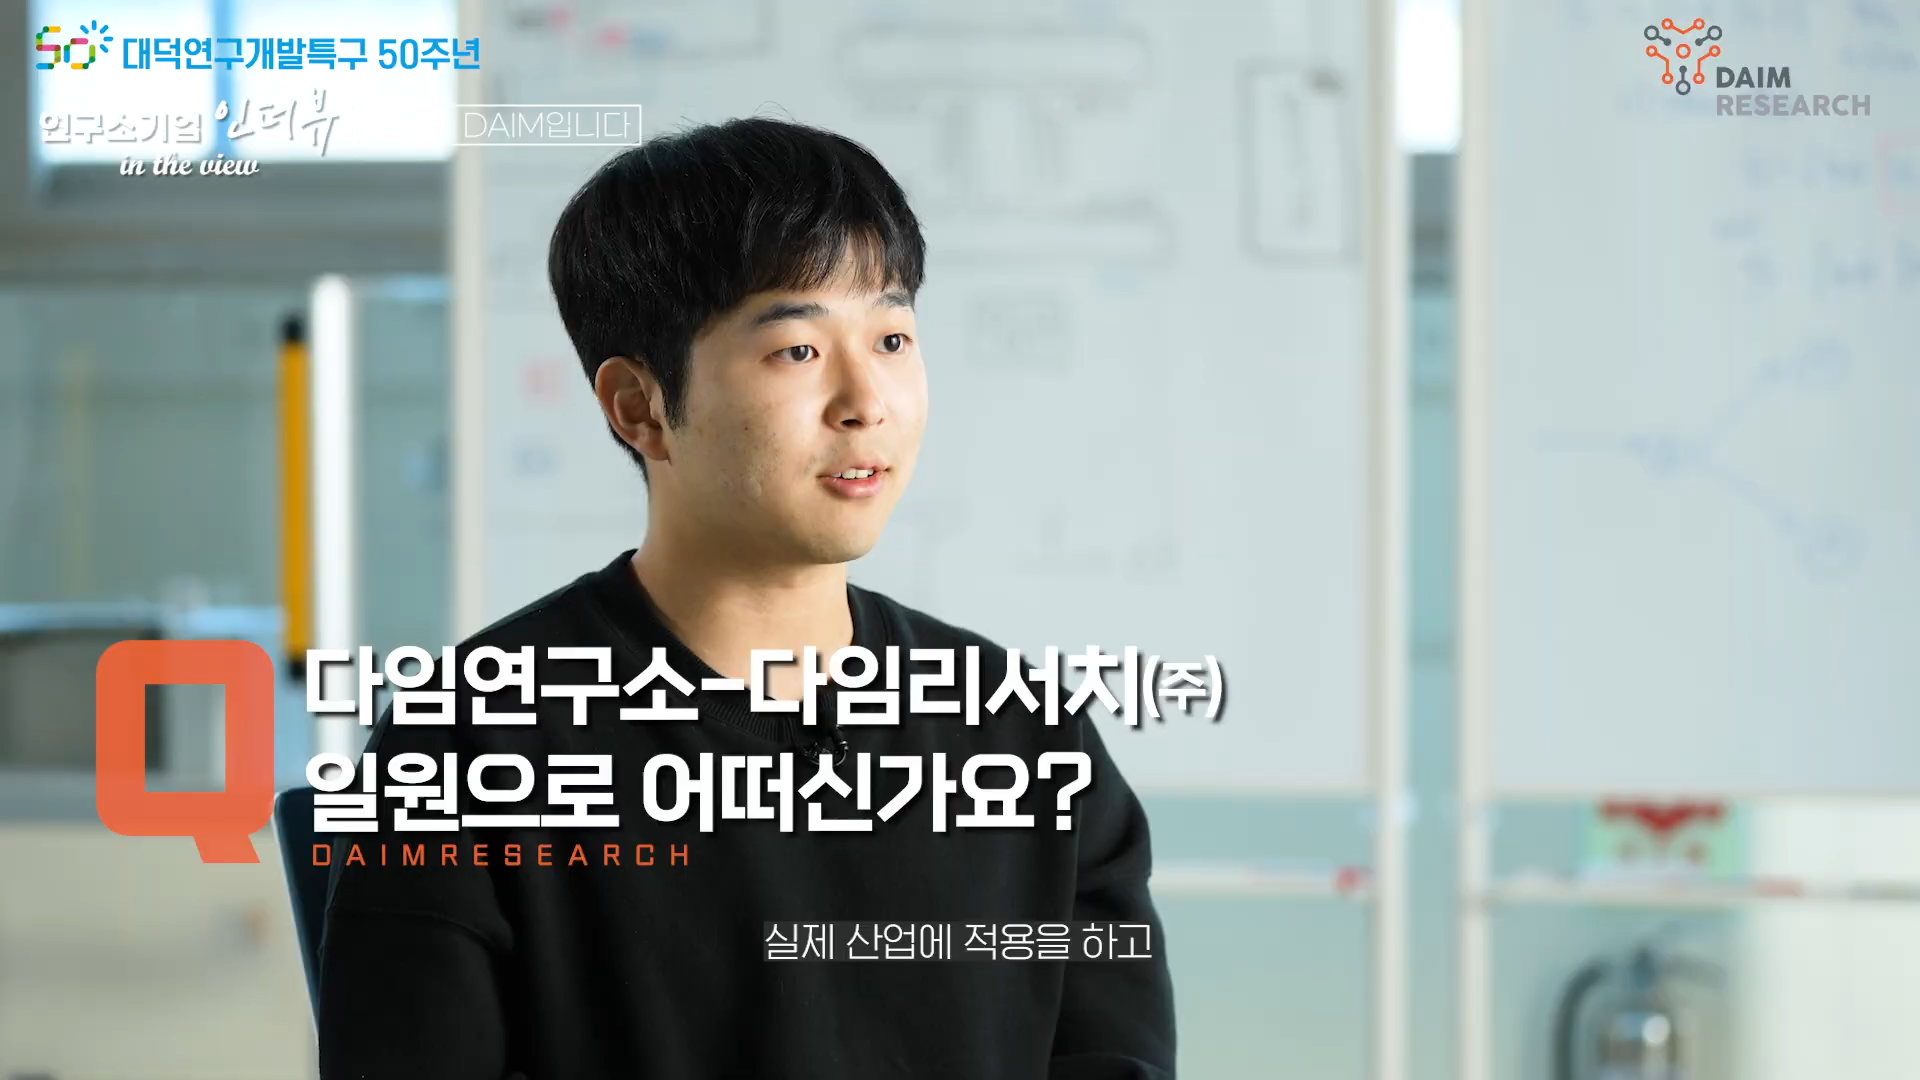 50 대덕연구개발특구 50주년
연구소기업 인더뷰
in the view
DAIM입니다
DAIM
RESEARCH
Q
다임연구소-다임리서치(주)
일원으로 어떠신가요?
DAIMRESEARCH
실제 산업에 적용을 하고